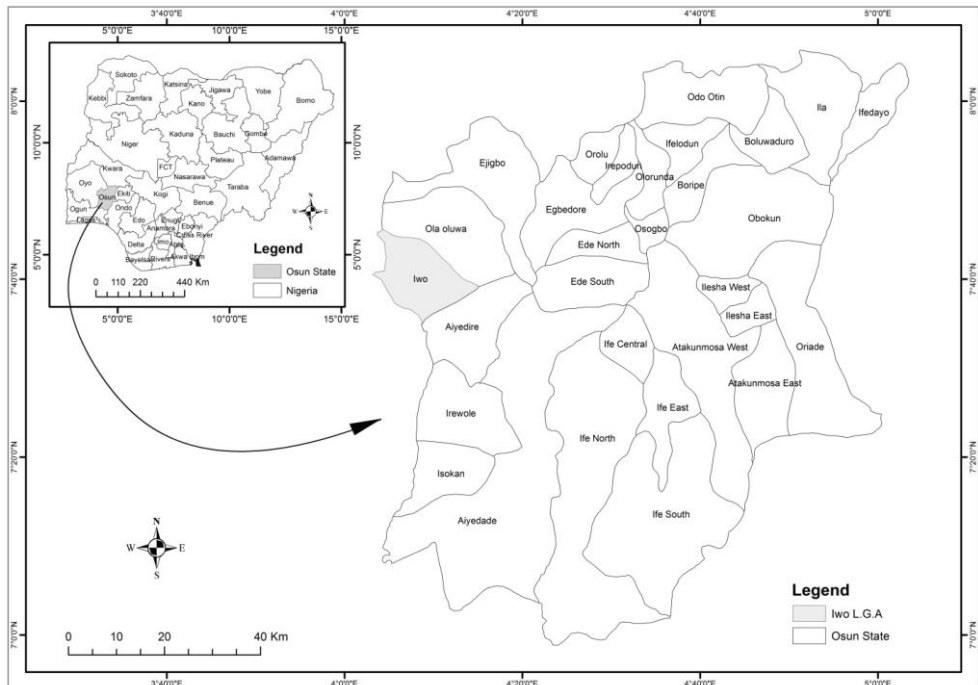 3°40'0"E
4°0'0"E
4°20'0"E
4°40'0"E
5°0'0"E
5°0'0"E
10°0'0"E
15°0'0"E
Sokoto
Katsina
Jigawa
Yobe
Borno
Kebbi
Zamfara
Kano
Kaduna
Bauchi
Gombe
Niger
Adamawa
Plateau
Kwara
FCT
Nasarawa
Taraba
Oyo
Osun
Ekiti
Kogi
Benue
Ogun
Ondo
Lagos
Edo
Enugu
Anambra
Ebonyi
Cross River
Delta
Imo
Abia
Bayelsa
Rivers
Akwa Ibom
10°0'0"N
5°0'0"N
10°0'0"N
5°0'0"N
N
W
E
S
Legend
Osun State
Nigeria
0 110 220 440 Km
5°0'0"E
10°0'0"E
15°0'0"E
8°0'0"N
7°40'0"N
7°20'0"N
7°0'0"N
Odo Otin
Ila
Ifedayo
Boluwaduro
Ifelodun
Orolu
Irepodun
Olorunda
Boripe
Ejigbo
Egbedore
Obokun
Ola oluwa
Osogbo
Ede North
Iwo
Ede South
Ilesha West
Ilesha East
Aiyedire
Ife Central
Atakunmosa West
Oriade
Atakunmosa East
Irewole
Ife East
Ife North
Isokan
Aiyedade
Ife South
N
W
E
S
0 10 20 40 Km
Legend
Iwo L.G.A
Osun State
8°0'0"N
7°40'0"N
7°20'0"N
7°0'0"N
3°40'0"E
4°0'0"E
4°20'0"E
4°40'0"E
5°0'0"E